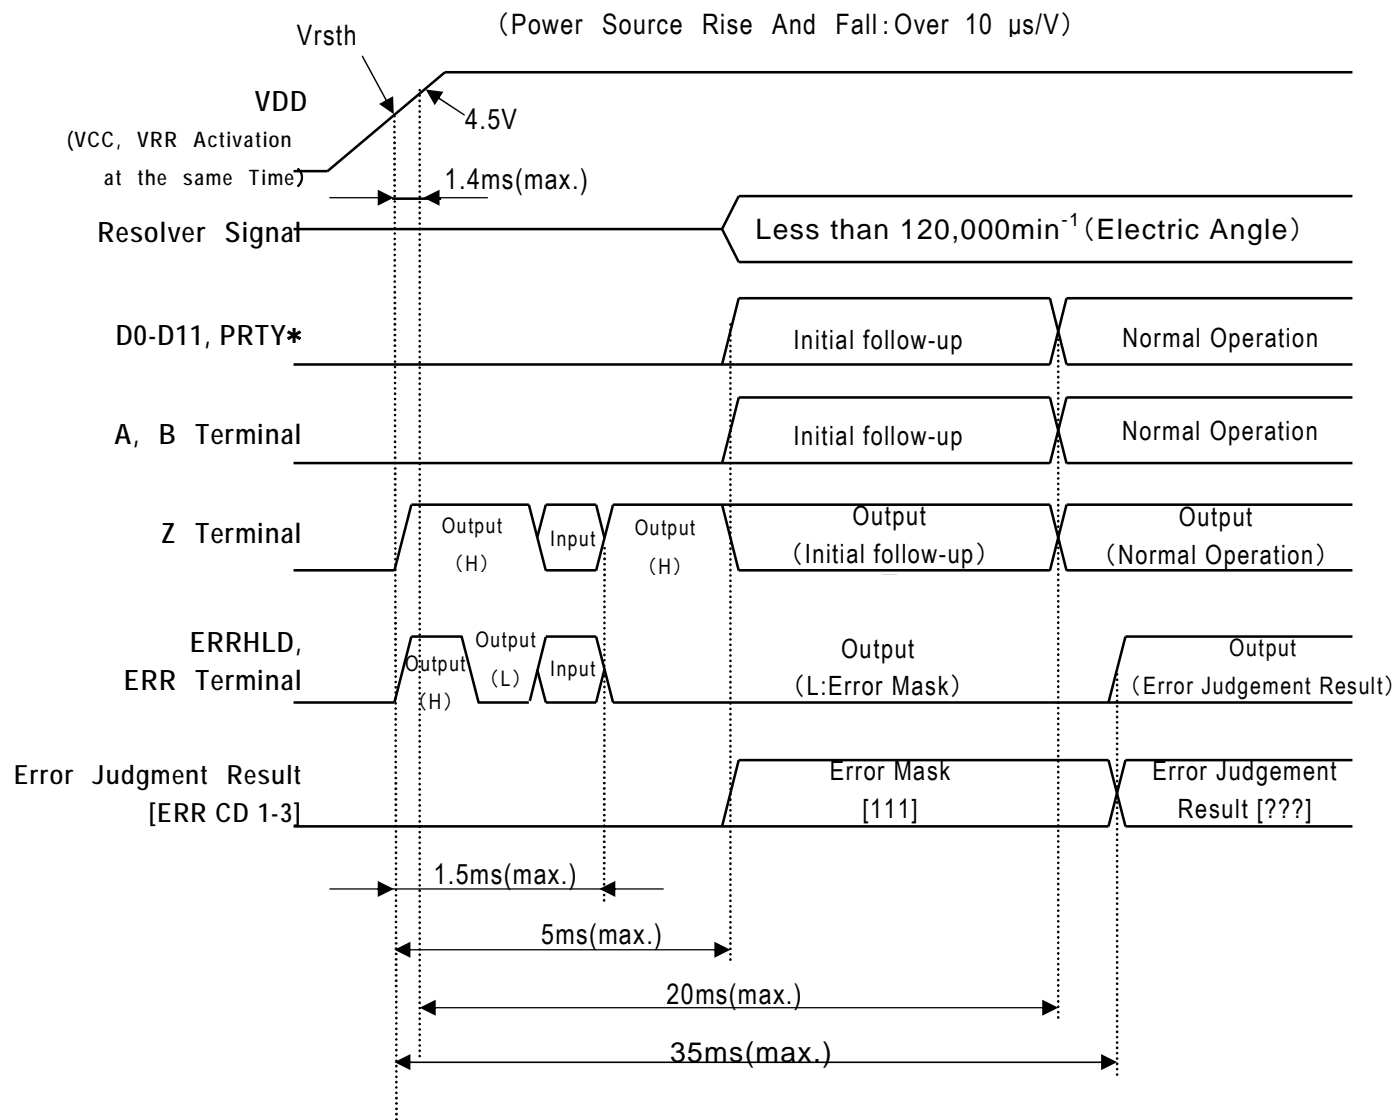 （Power Source Rise And Fall:Over 10 µs/V）
Vrsth
VDD
4.5V
(VCC, VRR Activation
at the same Time)
1.4ms(max.)
Resolver Signal
Less than 120,000min-1（Electric Angle）
D0-D11, PRTY*
Initial follow-up
Normal Operation
A, B Terminal
Initial follow-up
Normal Operation
Z Terminal
Output
（H）
Input
Output
（H）
Output
（Initial follow-up）
Output
（Normal Operation）
ERRHLD,
ERR Terminal
Output
（H）
Output
（L）
Input
Output
（L:Error Mask）
Output
（Error Judgement Result）
Error Judgment Result
[ERR CD 1-3]
Error Mask
[111]
Error Judgement
Result [???]
1.5ms(max.)
5ms(max.)
20ms(max.)
35ms(max.)